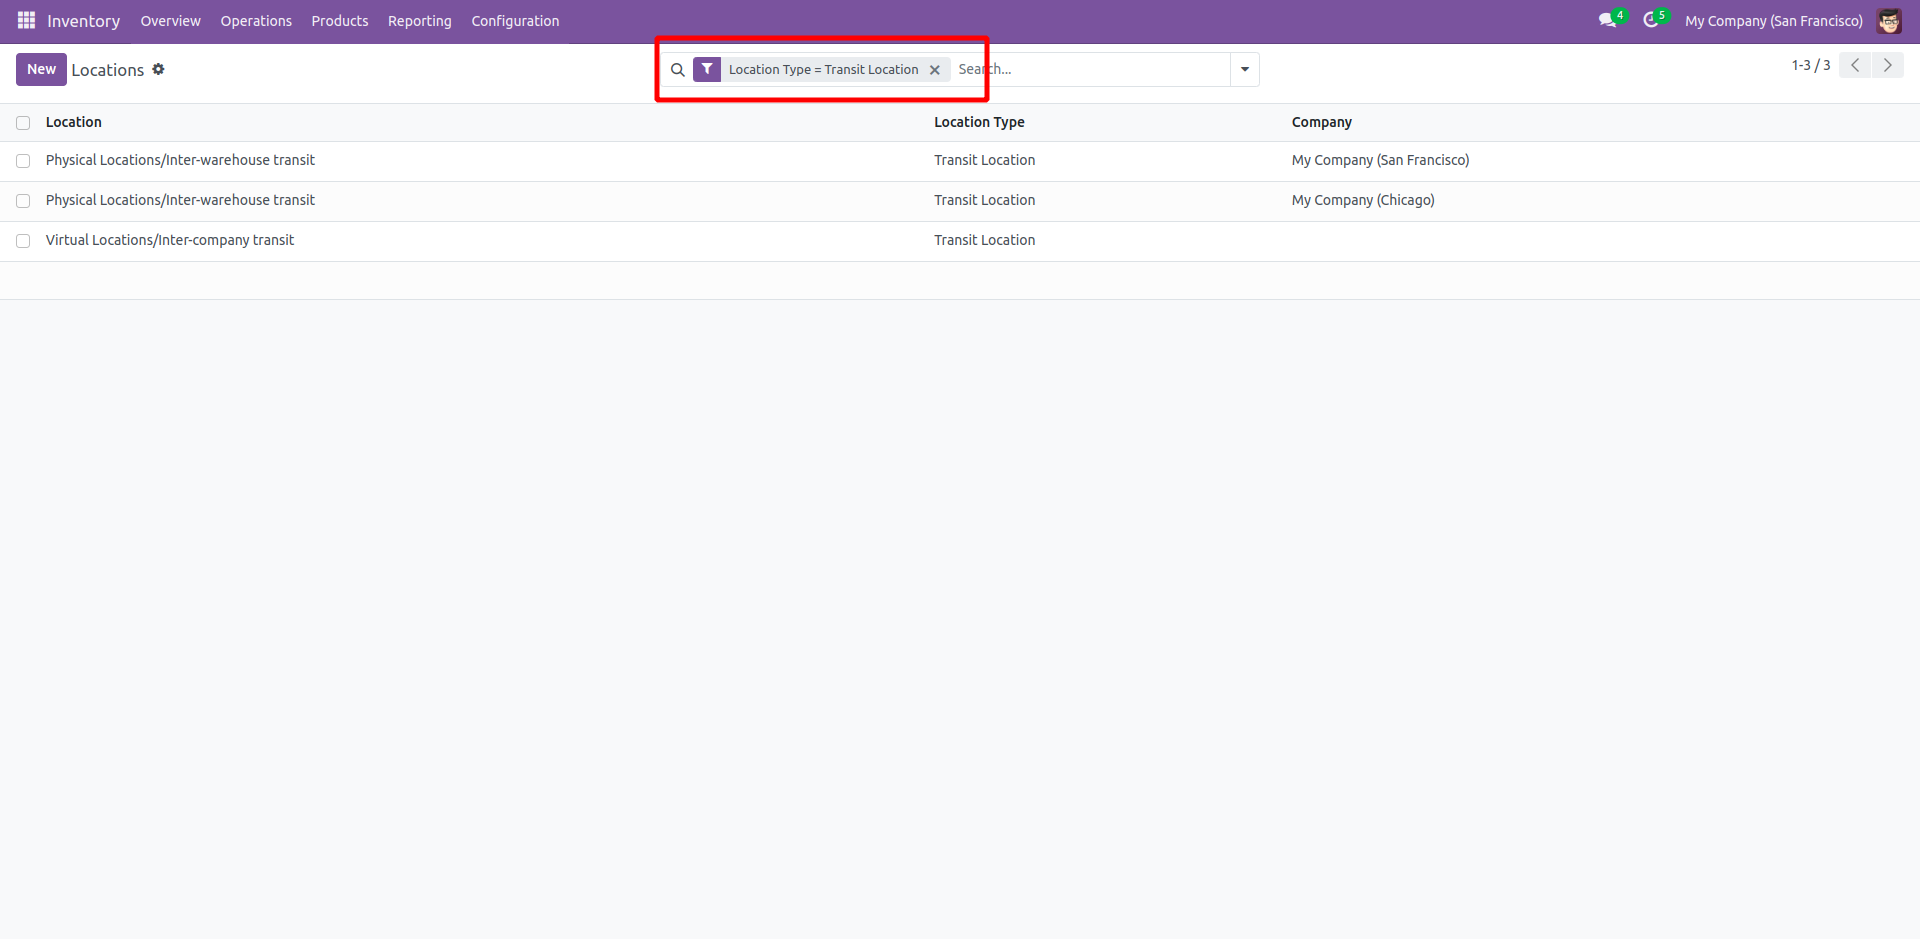 Inventory Overview Operations Products Reporting Configuration 4 5 My Company (San Francisco)
New Locations Location Type = Transit Location Search... 1-3 / 3
Location Location Type Company
Physical Locations/Inter-warehouse transit Transit Location My Company (San Francisco)
Physical Locations/Inter-warehouse transit Transit Location My Company (Chicago)
Virtual Locations/Inter-company transit Transit Location